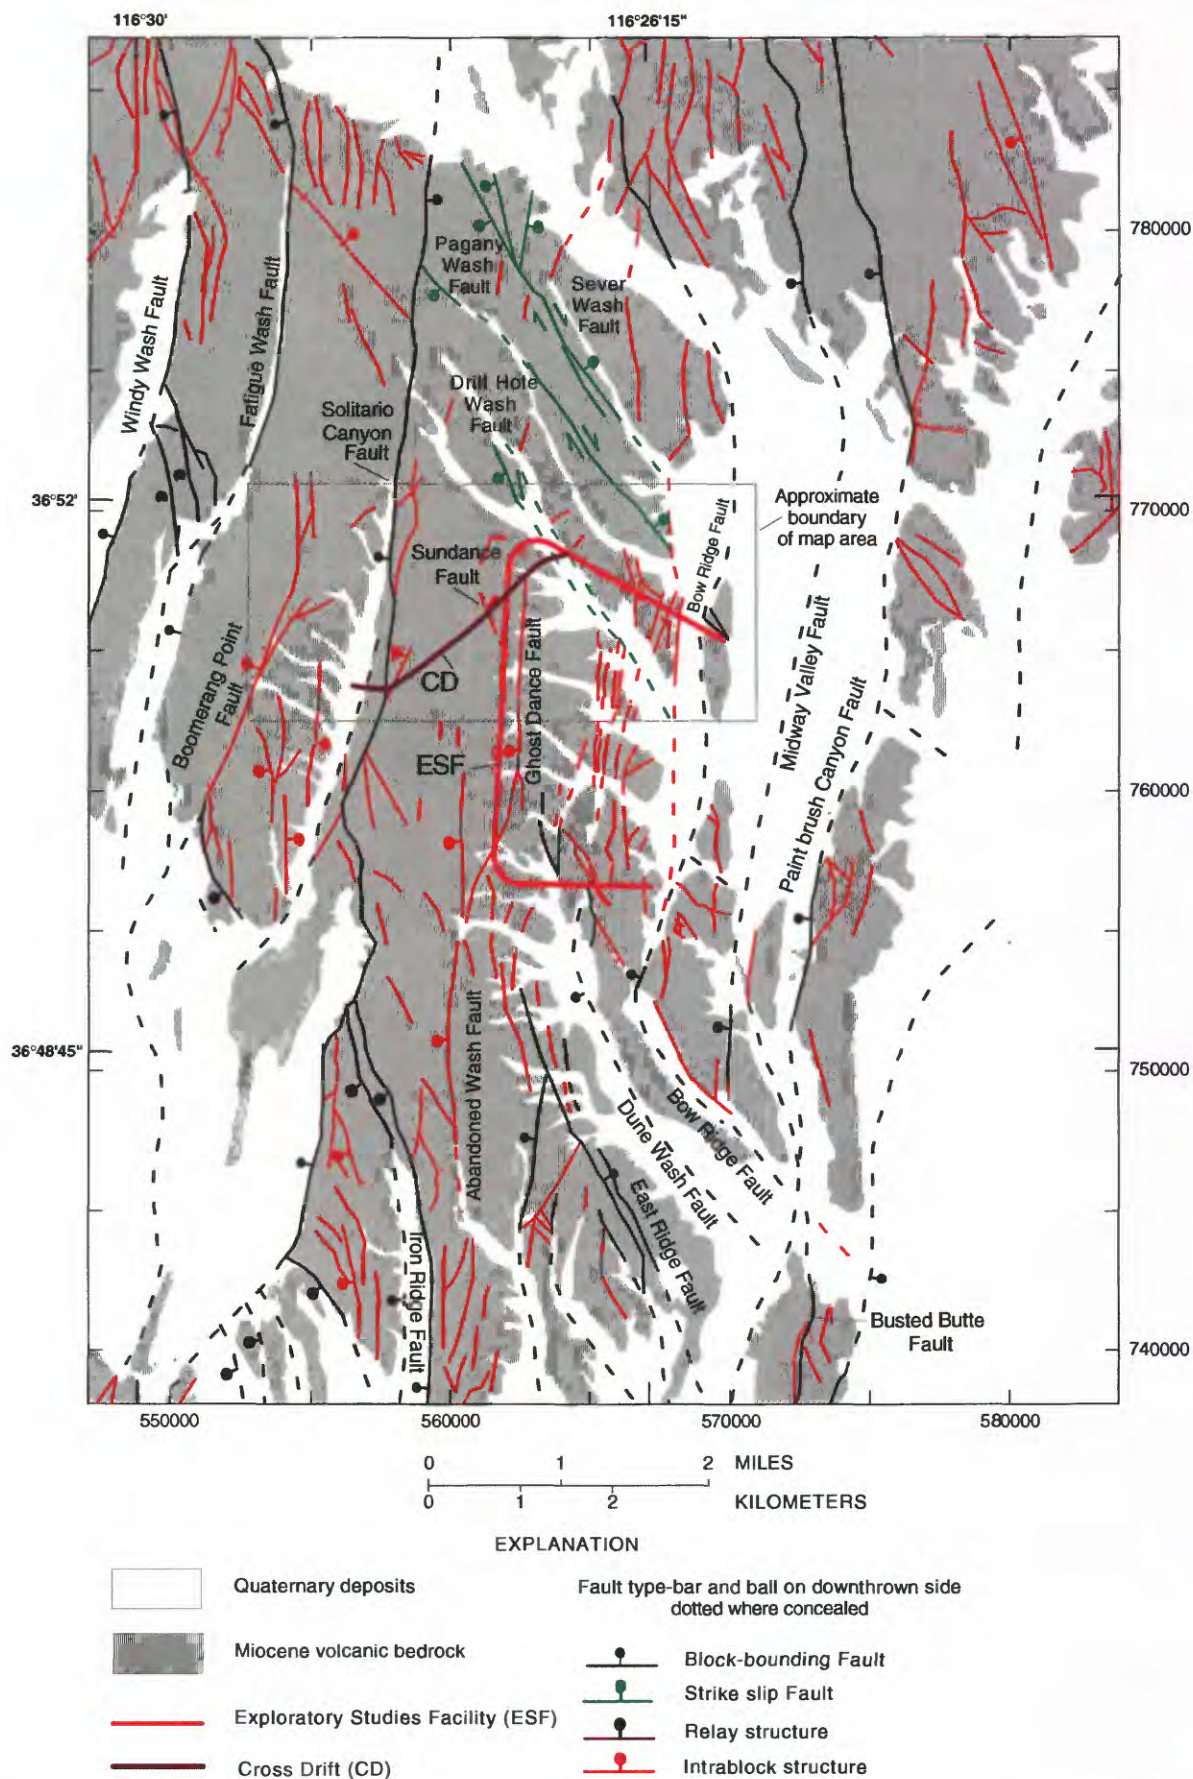 116°30'
116°26'15"
780000
Pagany
Wash
Fault
Sever
Wash
Fault
Windy Wash Fault
Fatigue Wash Fault
Drill Hote
Wash
Fault
Solitario
Canyon
Fault
36°52'
770000
Approximate
boundary
of map area
Bow Ridge Fault
Sundance
Fault
Boomerang Point
Fault
CD
Ghost Dance Fault
Midway Valley Fault
ESF
760000
Paint brush Canyon Fault
36°48'45"
750000
Abandoned Wash Fault
Bow Ridge Fault
Dune Wash Fault
East Ridge Fault
Iron Ridge Fault
Busted Butte
Fault
740000
550000
560000
570000
580000
0 1 2 MILES
0 1 2 KILOMETERS
EXPLANATION
Quaternary deposits
Miocene volcanic bedrock
Exploratory Studies Facility (ESF)
Cross Drift (CD)
Fault type-bar and ball on downthrown side
dotted where concealed
Block-bounding Fault
Strike slip Fault
Relay structure
Intrablock structure